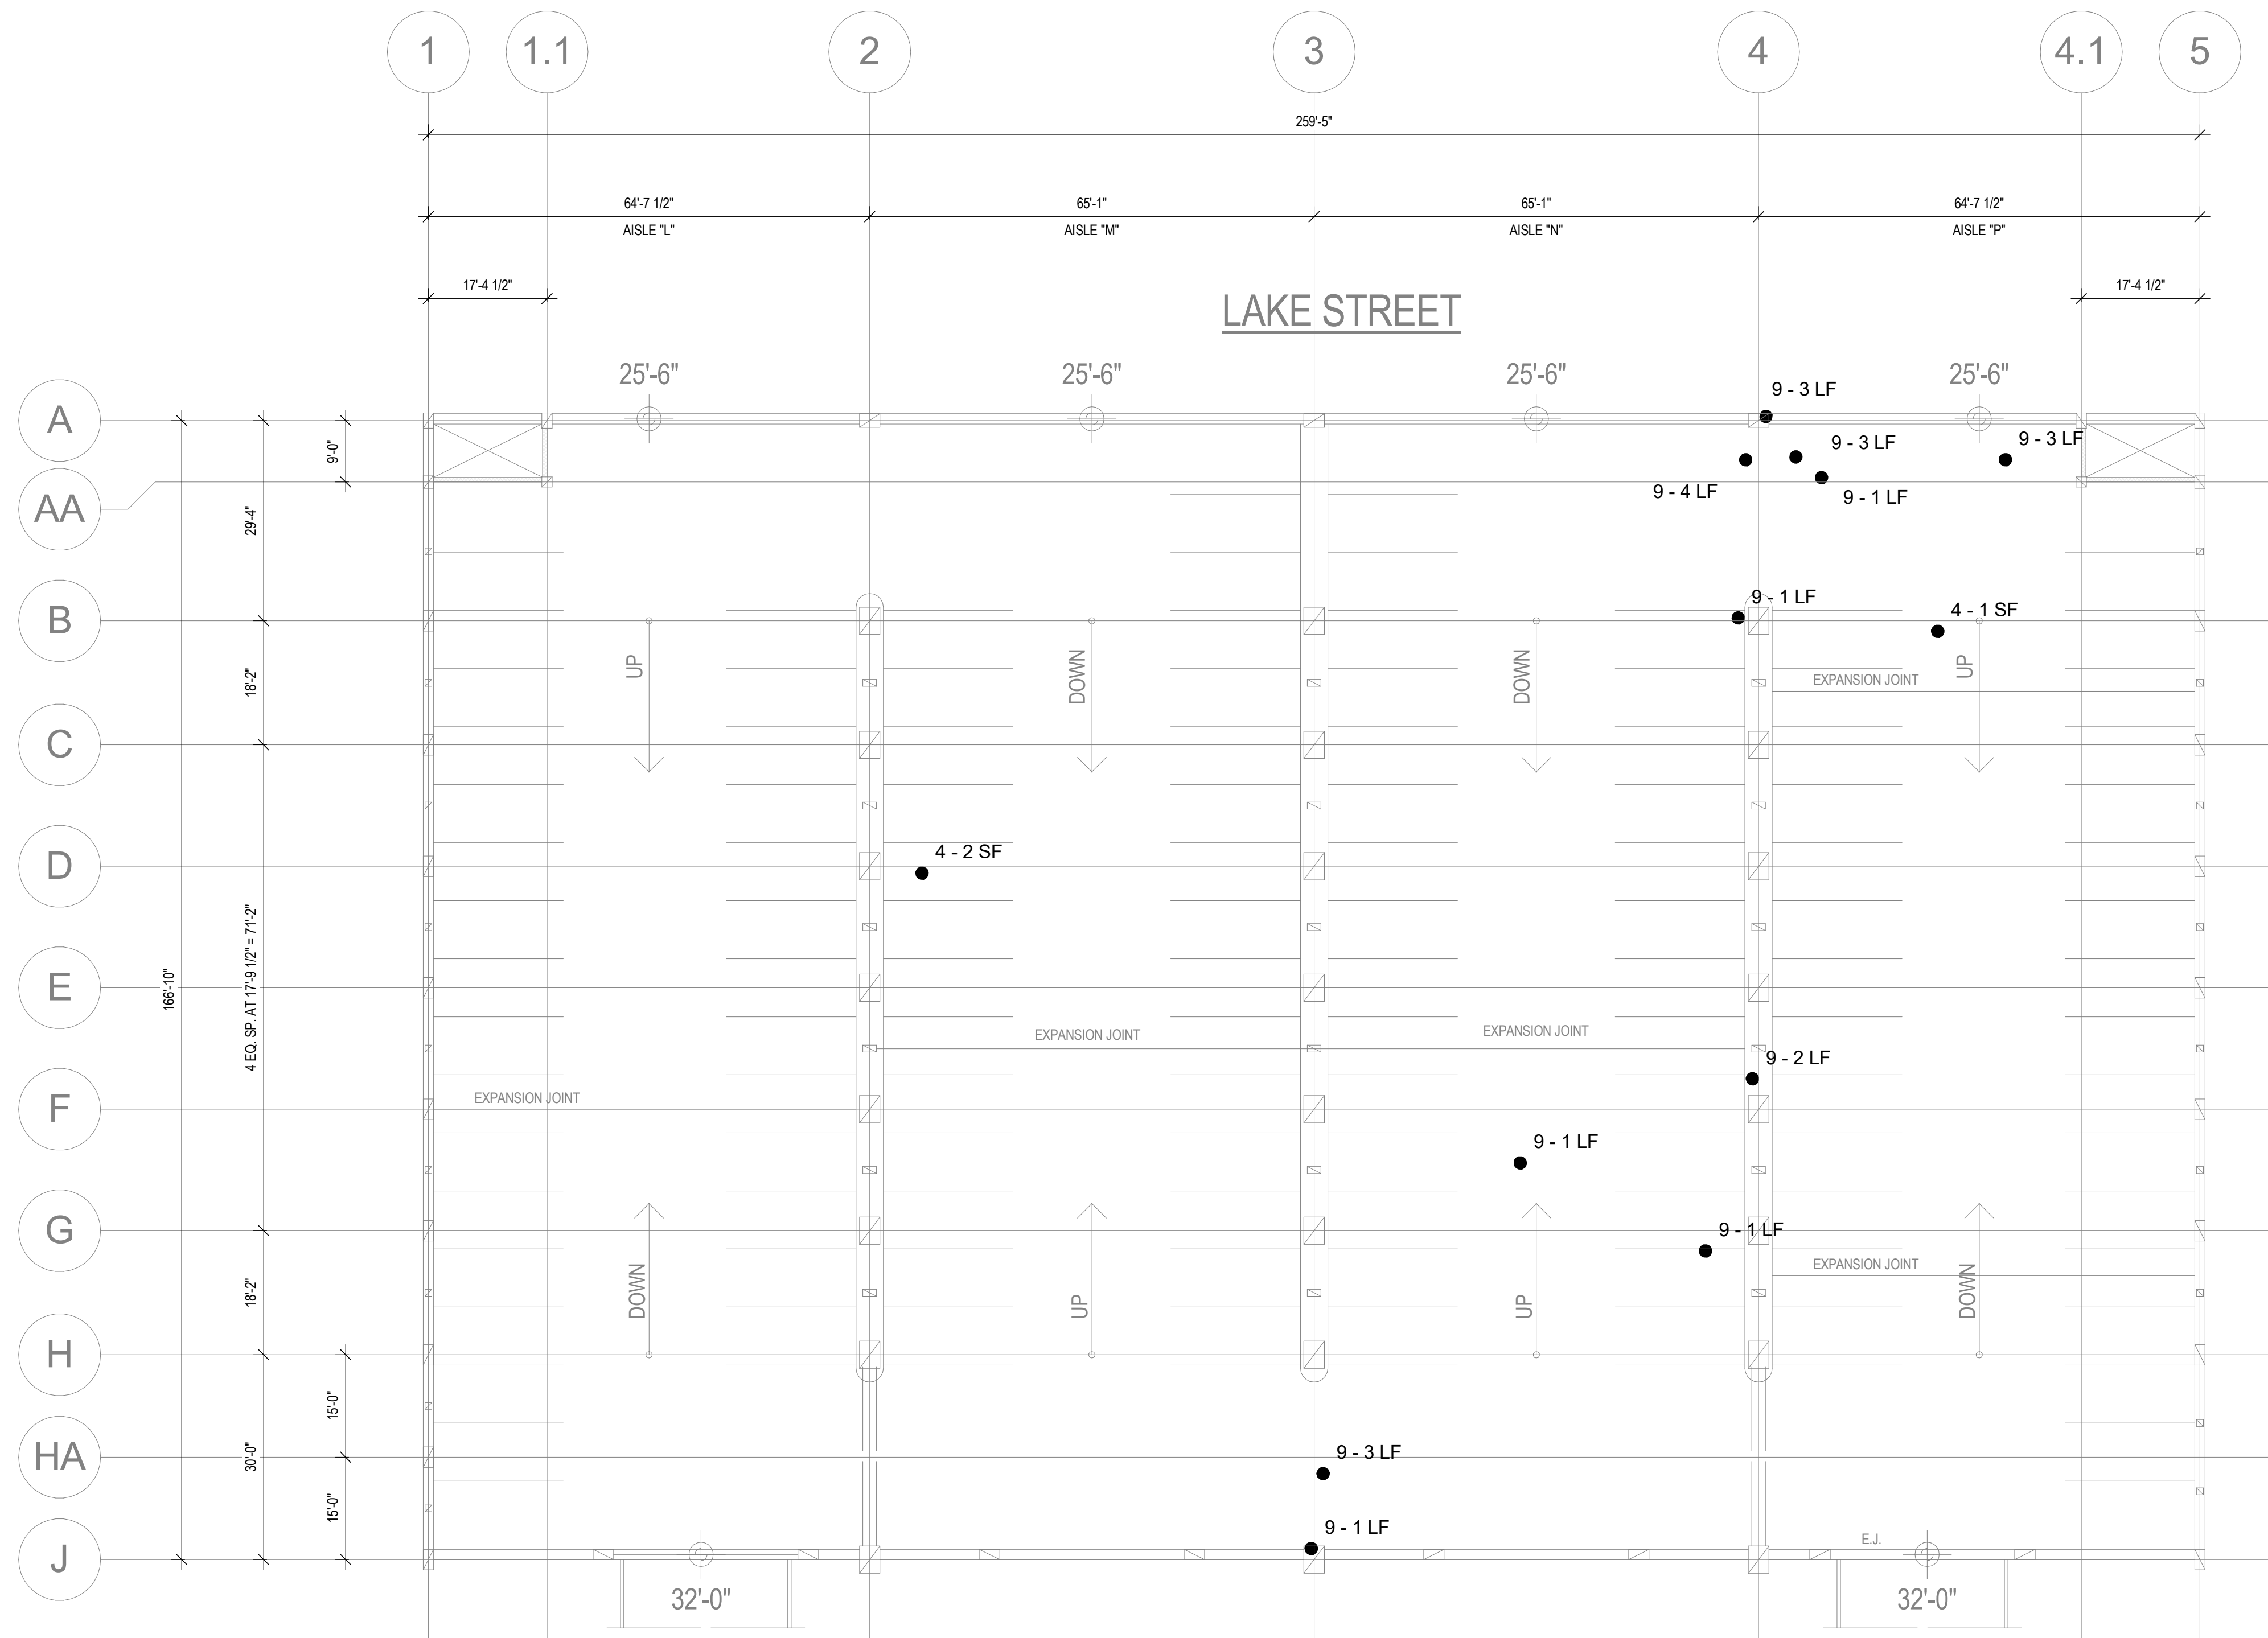 1 1.1 2 3 4 4.1 5
259'-5"
64'-7 1/2" 65'-1" 65'-1" 64'-7 1/2"
AISLE "L" AISLE "M" AISLE "N" AISLE "P"
17'-4 1/2" 17'-4 1/2"
LAKE STREET
25'-6" 25'-6" 25'-6" 25'-6"
9 - 3 LF
A
9'-0"
9 - 3 LF 9 - 3 LF
9 - 4 LF 9 - 1 LF
AA
29'-4"
9 - 1 LF 4 - 1 SF
B
UP DOWN DOWN UP
18'-2"
EXPANSION JOINT
C
4 - 2 SF
D
166'-10"
4 EQ. SP. AT 17'-9 1/2" = 71'-2"
E
EXPANSION JOINT EXPANSION JOINT
9 - 2 LF
EXPANSION JOINT
F
9 - 1 LF
G
9 - 1 LF
EXPANSION JOINT
18'-2"
DOWN UP UP DOWN
H
15'-0"
HA
30'-0"
9 - 3 LF
15'-0"
9 - 1 LF
E.J.
J
32'-0" 32'-0"